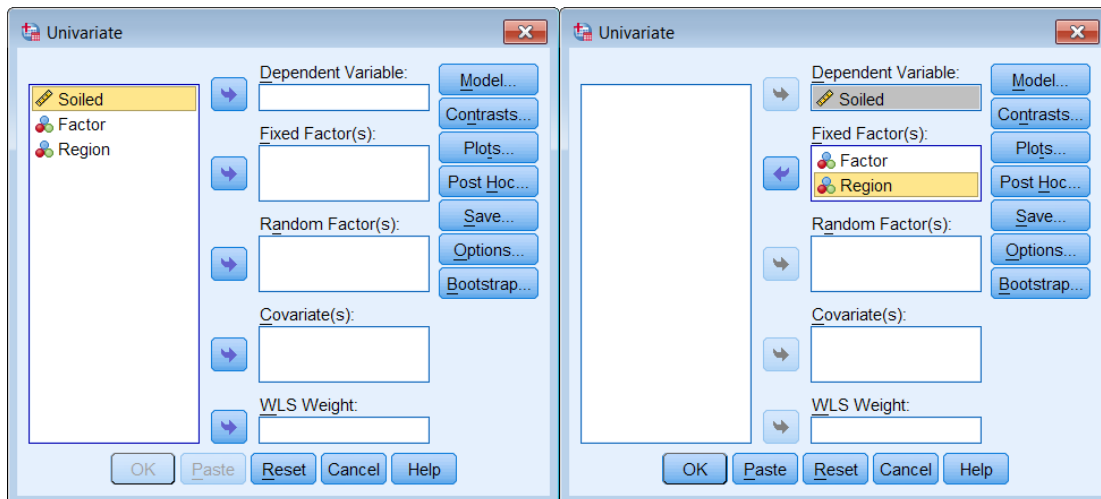 Univariate
Soiled
Factor
Region
Dependent Variable:
Fixed Factor(s):
Random Factor(s):
Covariate(s):
WLS Weight:
Model...
Contrasts...
Plots...
Post Hoc...
Save...
Options...
Bootstrap...
OK Paste Reset Cancel Help
Univariate
Dependent Variable:
Soiled
Fixed Factor(s):
Factor
Region
Random Factor(s):
Covariate(s):
WLS Weight:
Model...
Contrasts...
Plots...
Post Hoc...
Save...
Options...
Bootstrap...
OK Paste Reset Cancel Help